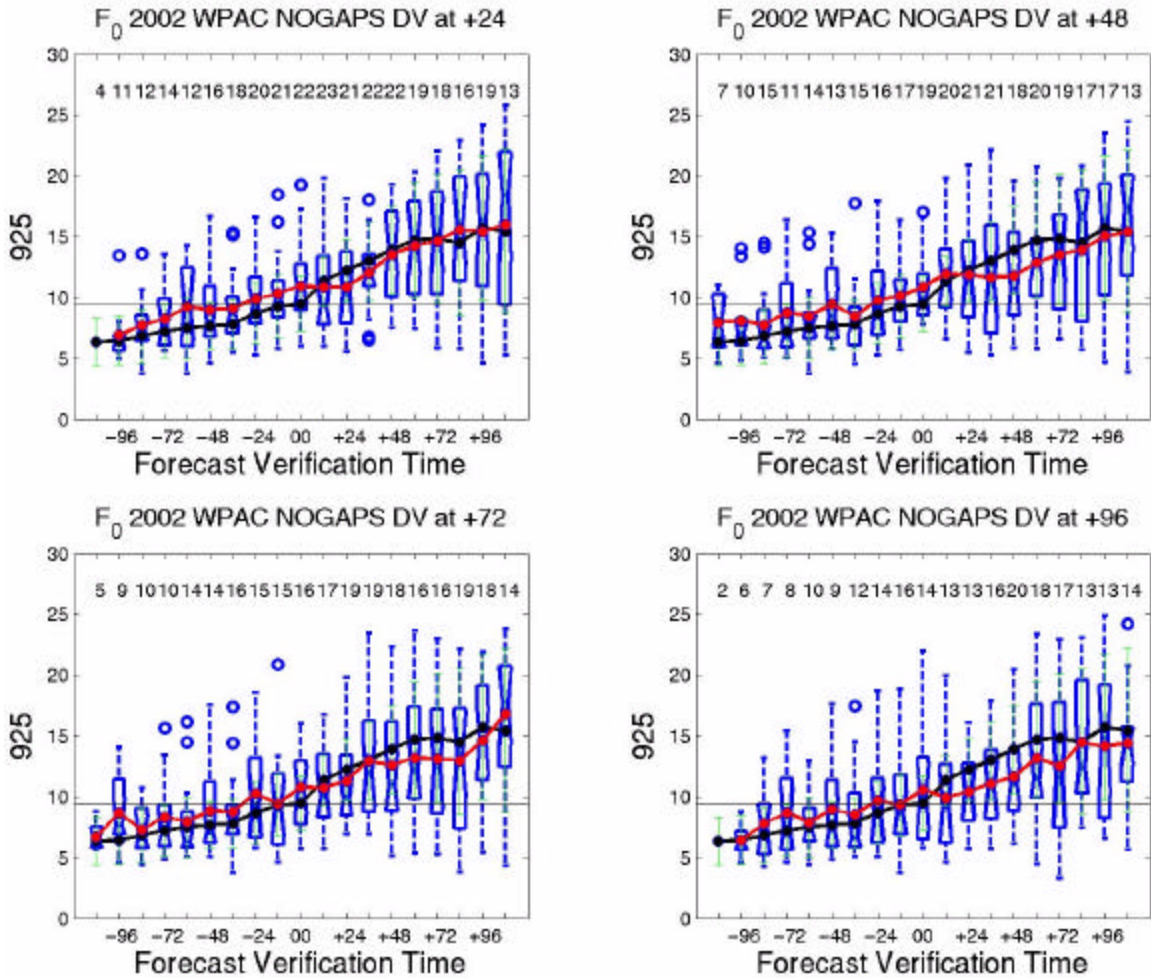 F0 2002 WPAC NOGAPS DV at +24
30
4 11 12 14 12 16 18 20 21 22 23 21 22 22 19 18 16 19 13
25
20
15
10
5
0
925
−96 −72 −48 −24 00 +24 +48 +72 +96
Forecast Verification Time
F0 2002 WPAC NOGAPS DV at +48
30
7 10 15 11 14 13 15 16 17 19 20 21 21 18 20 19 17 17 13
25
20
15
10
5
0
925
−96 −72 −48 −24 00 +24 +48 +72 +96
Forecast Verification Time
F0 2002 WPAC NOGAPS DV at +72
30
5 9 10 10 14 14 16 15 15 16 17 19 19 18 16 16 19 18 14
25
20
15
10
5
0
925
−96 −72 −48 −24 00 +24 +48 +72 +96
Forecast Verification Time
F0 2002 WPAC NOGAPS DV at +96
30
2 6 7 8 10 9 12 14 16 14 13 13 16 20 18 17 13 13 14
25
20
15
10
5
0
925
−96 −72 −48 −24 00 +24 +48 +72 +96
Forecast Verification Time